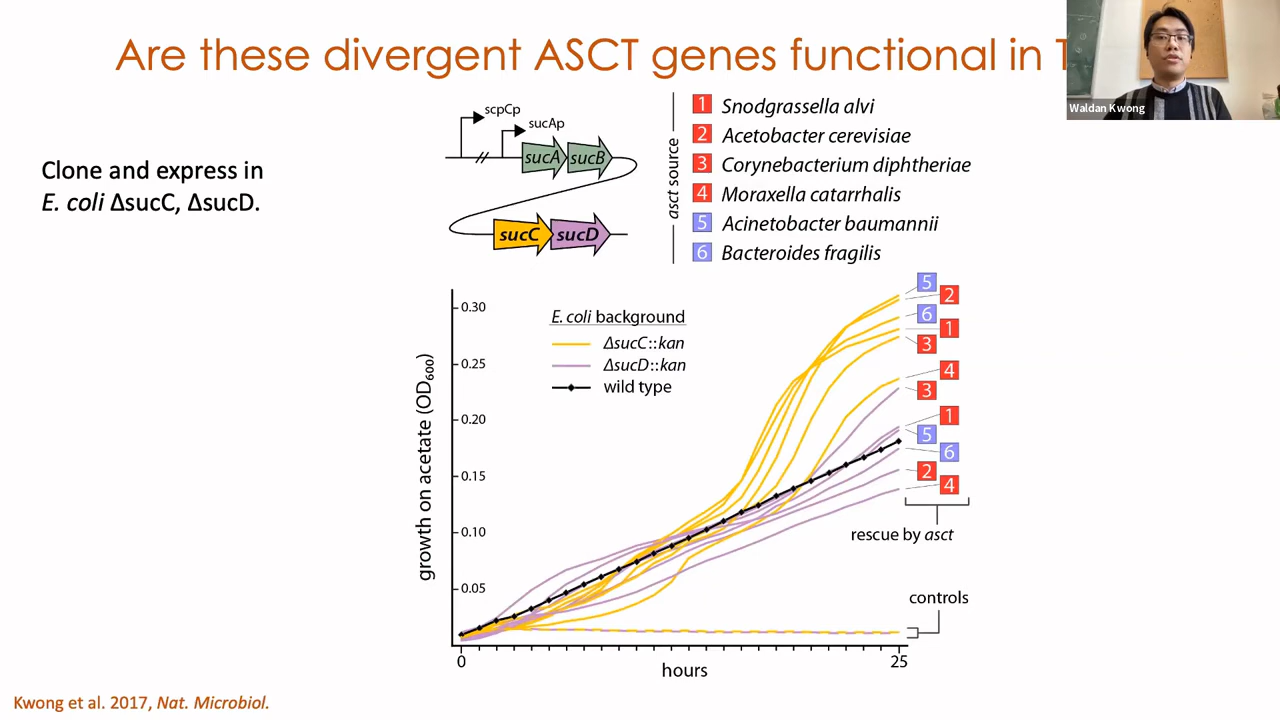 Are these divergent ASCT genes functional in
Waldan Kwong
Clone and express in
E. coli ΔsucC, ΔsucD.
scpCp
sucAp
sucA sucB
sucC sucD
asct source
1 Snodgrassella alvi
2 Acetobacter cerevisiae
3 Corynebacterium diphtheriae
4 Moraxella catarrhalis
5 Acinetobacter baumannii
6 Bacteroides fragilis
growth on acetate (OD600)
0.30
0.25
0.20
0.15
0.10
0.05
E. coli background
ΔsucC::kan
ΔsucD::kan
wild type
5
2
6
1
3
4
3
1
5
6
2
4
rescue by asct
controls
0
25
hours
Kwong et al. 2017, Nat. Microbiol.